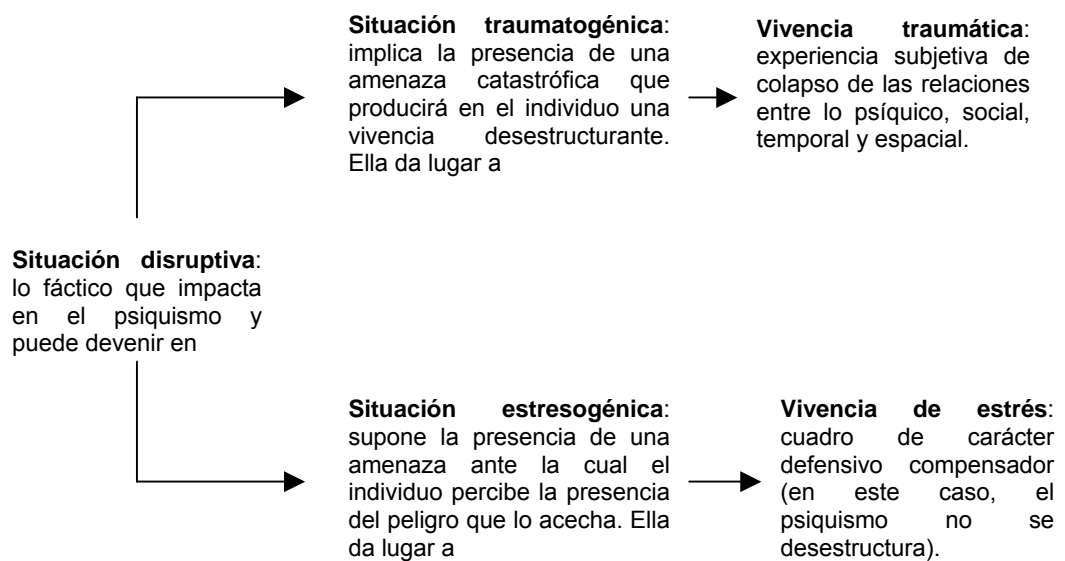 Situación traumatogénica:
implica la presencia de una
amenaza catastrófica que
producirá en el individuo una
vivencia desestructurante.
Ella da lugar a
Vivencia traumática:
experiencia subjetiva de
colapso de las relaciones
entre lo psíquico, social,
temporal y espacial.
Situación disruptiva:
lo fáctico que impacta
en el psiquismo y
puede devenir en
Situación estresogénica:
supone la presencia de una
amenaza ante la cual el
individuo percibe la presencia
del peligro que lo acecha. Ella
da lugar a
Vivencia de estrés:
cuadro de carácter
defensivo compensador
(en este caso, el
psiquismo no se
desestructura).